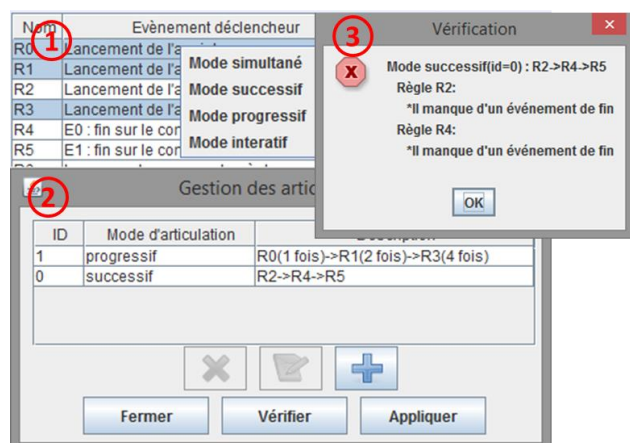 Nom Evènement déclencheur
1
R0 Lancement de l'a
R1 Lancement de l'a
R2 Lancement de l'a
R3 Lancement de l'a
R4 E0 : fin sur le cor
R5 E1 : fin sur le cor
Mode simultané
Mode successif
Mode progressif
Mode interatif
3
Vérification
Mode successif(id=0) : R2->R4->R5
Règle R2:
*Il manque d'un événement de fin
Règle R4:
*Il manque d'un événement de fin
OK
2
Gestion des artic
ID Mode d'articulation
1 progressif R0(1 fois)->R1(2 fois)->R3(4 fois)
0 successif R2->R4->R5
Fermer Vérifier Appliquer